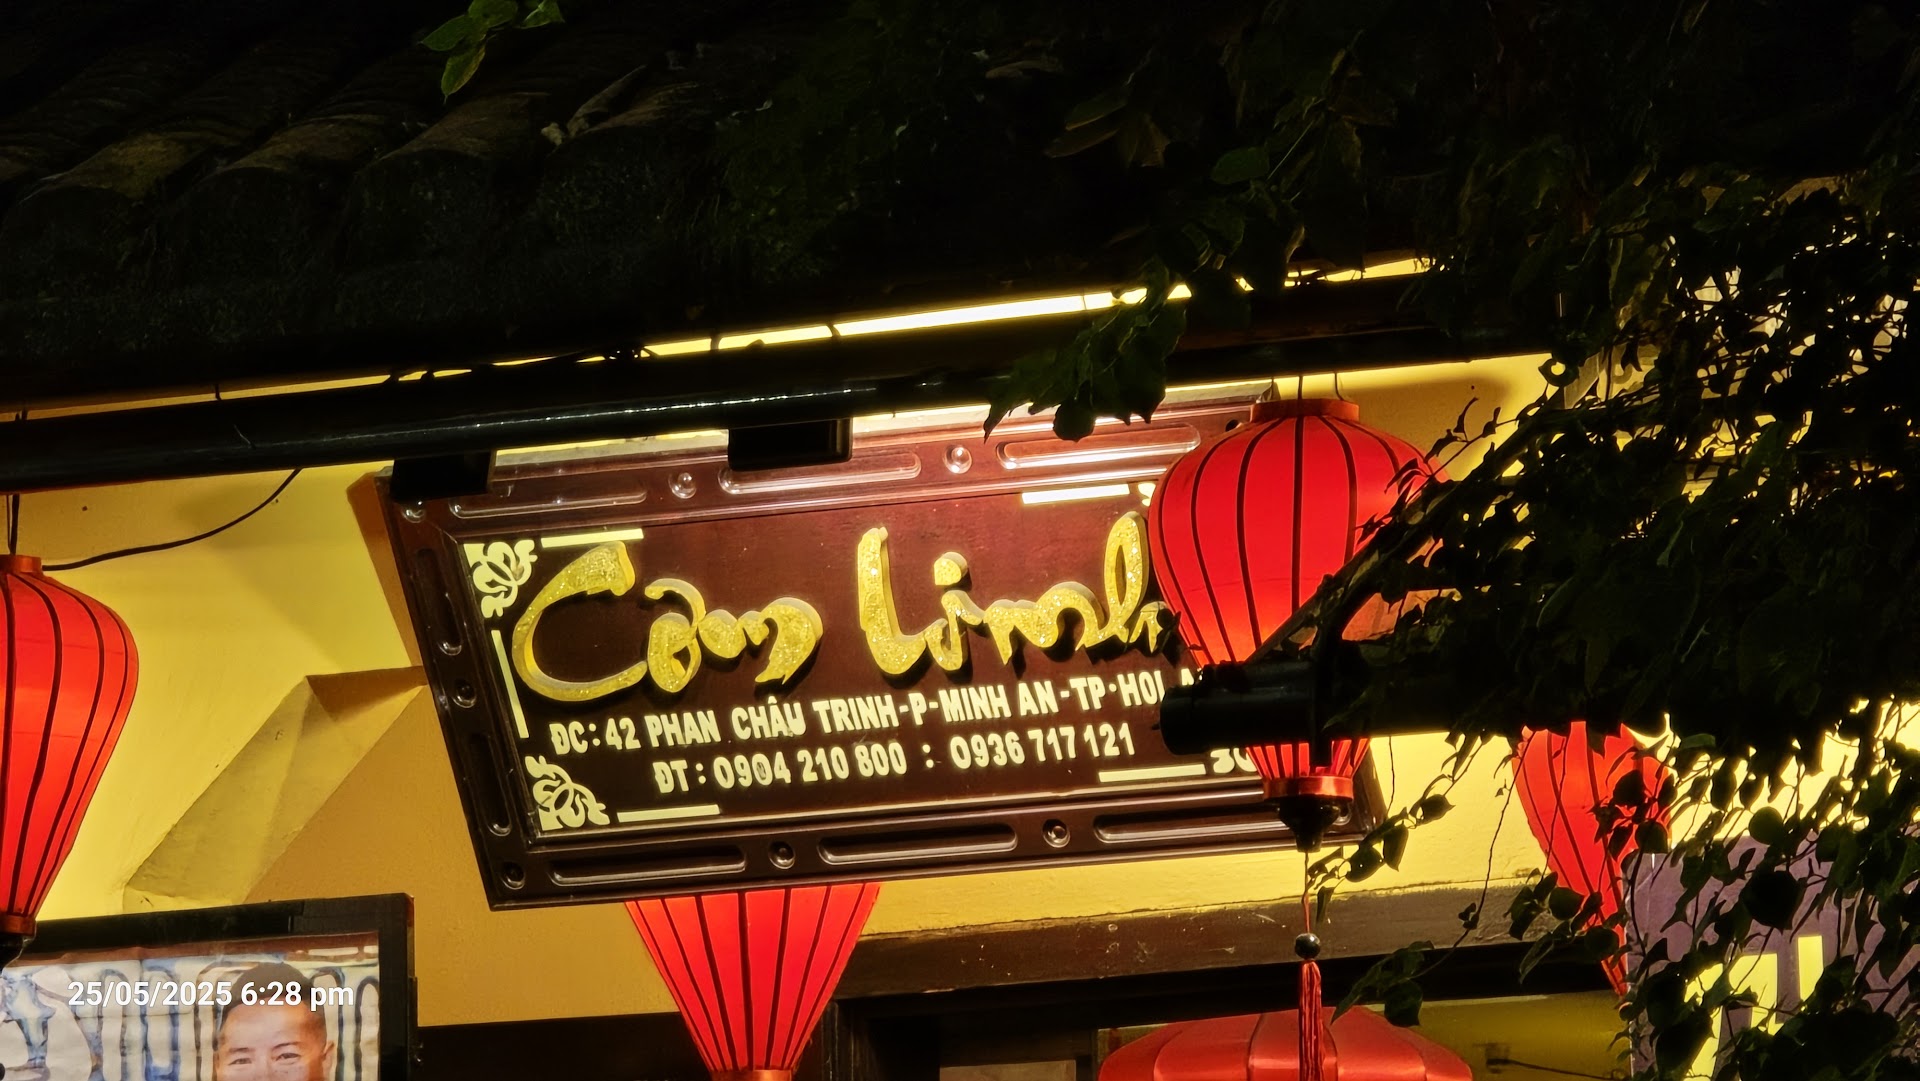 Cơm Linh
ĐC: 42 PHAN CHÂU TRINH-P-MINH AN-TP·HỘI
ĐT: 0904 210 800 : 0936 717 121
25/05/2025 6:28 pm